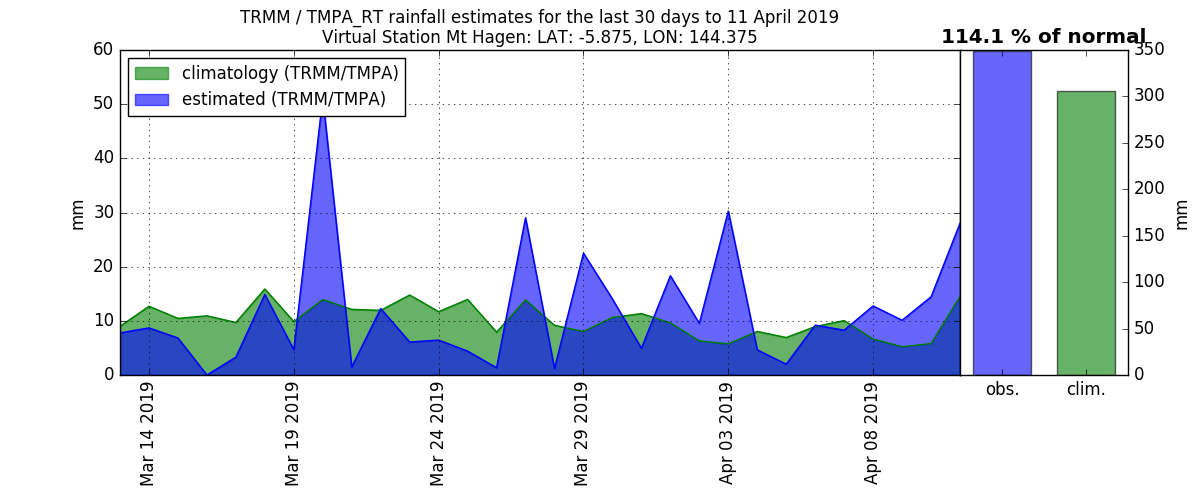 TRMM / TMPA_RT rainfall estimates for the last 30 days to 11 April 2019
Virtual Station Mt Hagen: LAT: -5.875, LON: 144.375
114.1 % of normal
climatology (TRMM/TMPA)
estimated (TRMM/TMPA)
60
50
40
30
20
10
0
mm
Mar 14 2019
Mar 19 2019
Mar 24 2019
Mar 29 2019
Apr 03 2019
Apr 08 2019
obs.
clim.
350
300
250
200
150
100
50
0
mm